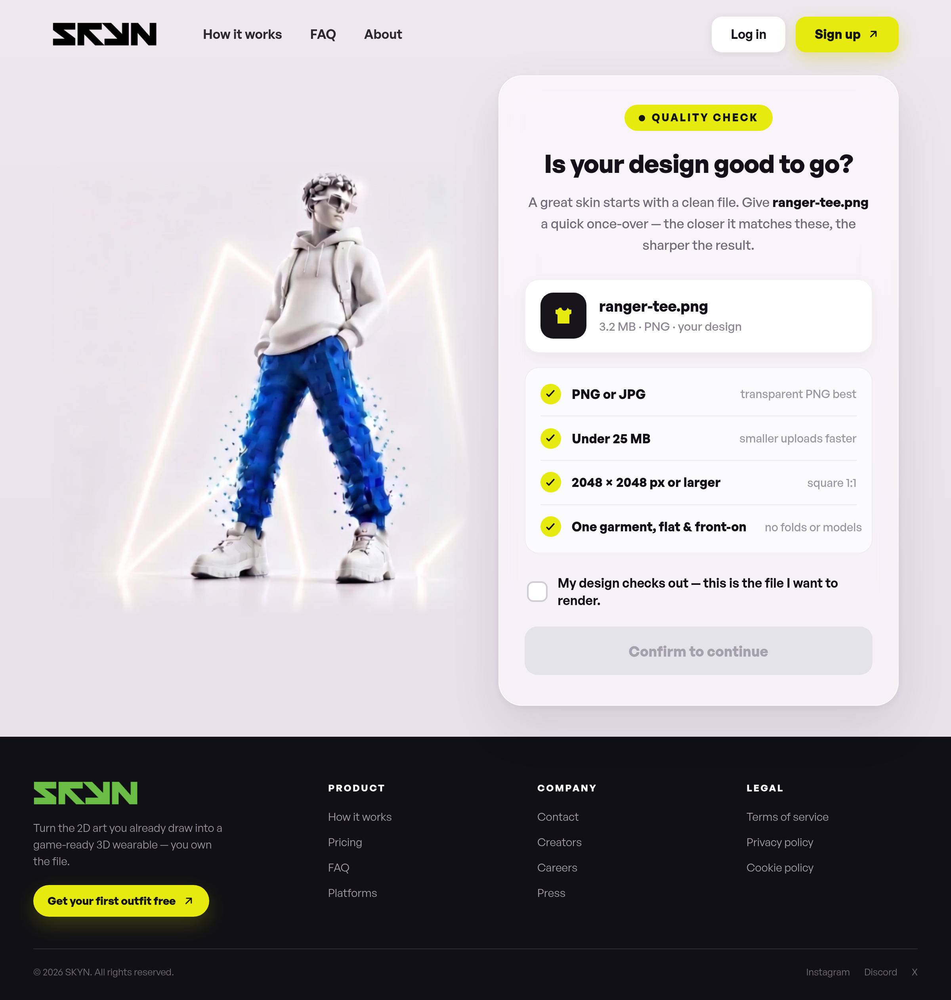 SKYN
How it works
FAQ
About
Log in
Sign up
QUALITY CHECK
Is your design good to go?
A great skin starts with a clean file. Give ranger-tee.png
a quick once-over — the closer it matches these, the
sharper the result.
ranger-tee.png
3.2 MB · PNG · your design
PNG or JPG
transparent PNG best
Under 25 MB
smaller uploads faster
2048 × 2048 px or larger
square 1:1
One garment, flat & front-on
no folds or models
My design checks out — this is the file I want to
render.
Confirm to continue
SKYN
Turn the 2D art you already draw into a
game-ready 3D wearable — you own
the file.
Get your first outfit free
PRODUCT
How it works
Pricing
FAQ
Platforms
COMPANY
Contact
Creators
Careers
Press
LEGAL
Terms of service
Privacy policy
Cookie policy
© 2026 SKYN. All rights reserved.
Instagram
Discord
X